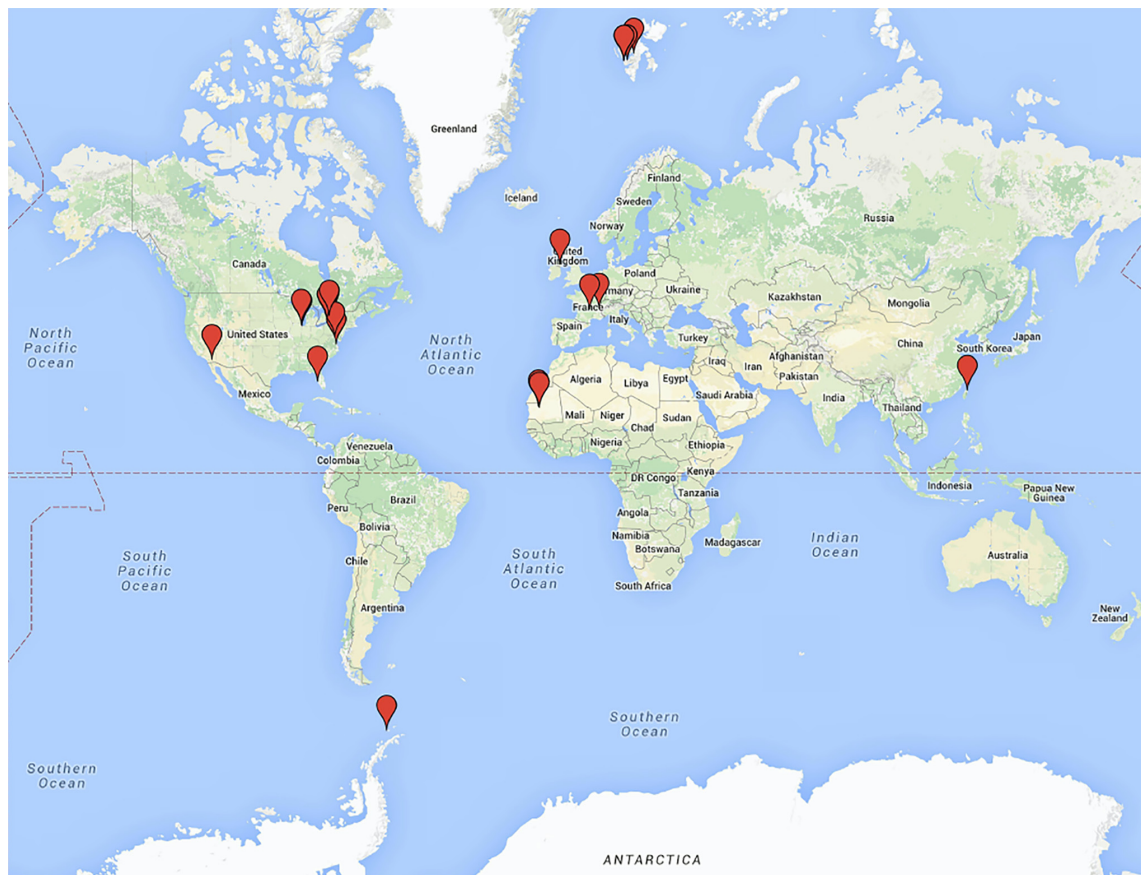 Greenland
Iceland
Finland
Sweden
Norway
Russia
United
Kingdom
Canada
Poland
Germany
Ukraine
Kazakhstan
Mongolia
France
Italy
Spain
Turkey
United States
North
Pacific
Ocean
North
Atlantic
Ocean
China
Japan
South Korea
Afghanistan
Iraq
Iran
Pakistan
Algeria
Libya
Egypt
Saudi Arabia
India
Mexico
Thailand
Mali
Niger
Chad
Sudan
Nigeria
Ethiopia
Venezuela
Colombia
Kenya
DR Congo
Tanzania
Indonesia
Papua New
Guinea
Brazil
Peru
Bolivia
Angola
Namibia
Botswana
Madagascar
Indian
Ocean
South
Pacific
Ocean
South
Atlantic
Ocean
Chile
Australia
South Africa
Argentina
New
Zealand
Southern
Ocean
Southern
Ocean
ANTARCTICA